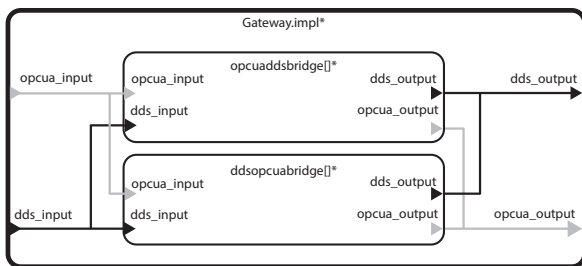 Gateway.impl*
opcua_input
opcuaddsbridge[]*
opcua_input
dds_output
dds_output
dds_input
opcua_output
ddsopcuabridge[]*
opcua_input
dds_output
dds_input
dds_input
opcua_output
opcua_output